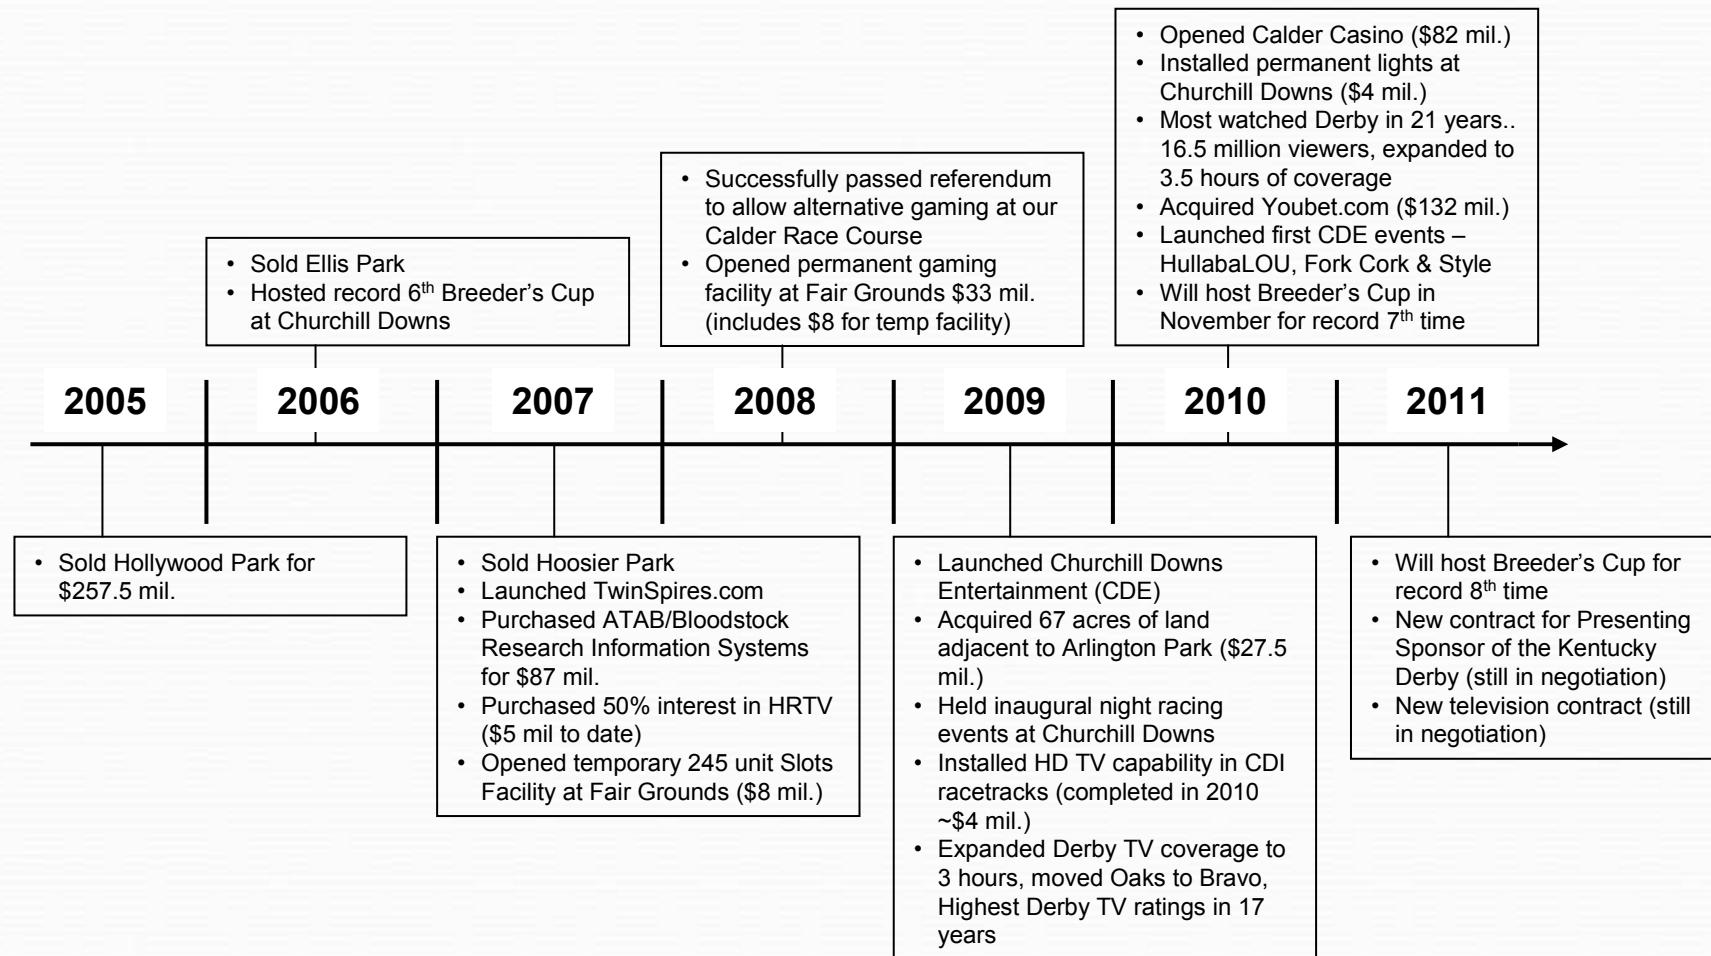 • Opened Calder Casino ($82 mil.)
• Installed permanent lights at
Churchill Downs ($4 mil.)
• Most watched Derby in 21 years..
16.5 million viewers, expanded to
3.5 hours of coverage
• Acquired Youbet.com ($132 mil.)
• Launched first CDE events –
HullabaLOU, Fork Cork & Style
• Will host Breeder’s Cup in
November for record 7th time
• Successfully passed referendum
to allow alternative gaming at our
Calder Race Course
• Opened permanent gaming
facility at Fair Grounds $33 mil.
(includes $8 for temp facility)
• Sold Ellis Park
• Hosted record 6th Breeder’s Cup
at Churchill Downs
2005 2006 2007 2008 2009 2010 2011
• Sold Hollywood Park for
$257.5 mil.
• Sold Hoosier Park
• Launched TwinSpires.com
• Purchased ATAB/Bloodstock
Research Information Systems
for $87 mil.
• Purchased 50% interest in HRTV
($5 mil to date)
• Opened temporary 245 unit Slots
Facility at Fair Grounds ($8 mil.)
• Launched Churchill Downs
Entertainment (CDE)
• Acquired 67 acres of land
adjacent to Arlington Park ($27.5
mil.)
• Held inaugural night racing
events at Churchill Downs
• Installed HD TV capability in CDI
racetracks (completed in 2010
~$4 mil.)
• Expanded Derby TV coverage to
3 hours, moved Oaks to Bravo,
Highest Derby TV ratings in 17
years
• Will host Breeder’s Cup for
record 8th time
• New contract for Presenting
Sponsor of the Kentucky
Derby (still in negotiation)
• New television contract (still
in negotiation)